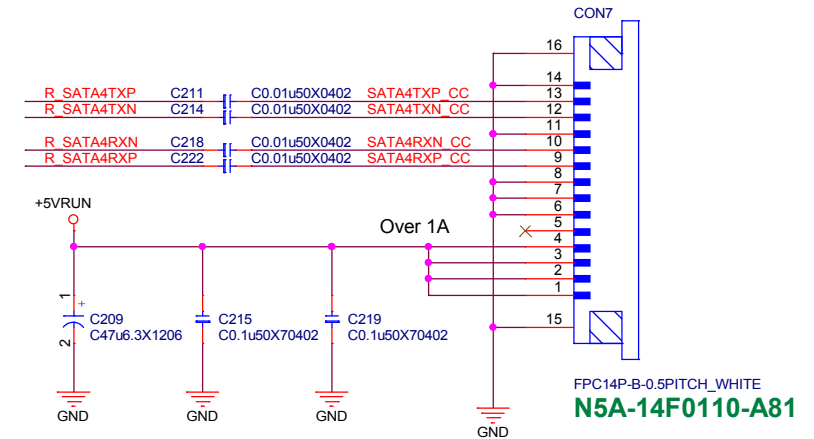 CON7
16
14
R_SATA4TXP C211 C0.01u50X0402 SATA4TXP_CC 13
R_SATA4TXN C214 C0.01u50X0402 SATA4TXN_CC 12
11
R_SATA4RXN C218 C0.01u50X0402 SATA4RXN_CC 10
R_SATA4RXP C222 C0.01u50X0402 SATA4RXP_CC 9
8
7
+5VRUN
6
Over 1A 5
4
3
2
1
1 +
C209 C215 C219 15
C47u6.3X1206 C0.1u50X70402 C0.1u50X70402
2
FPC14P-B-0.5PITCH_WHITE
N5A-14F0110-A81
GND GND GND
GND